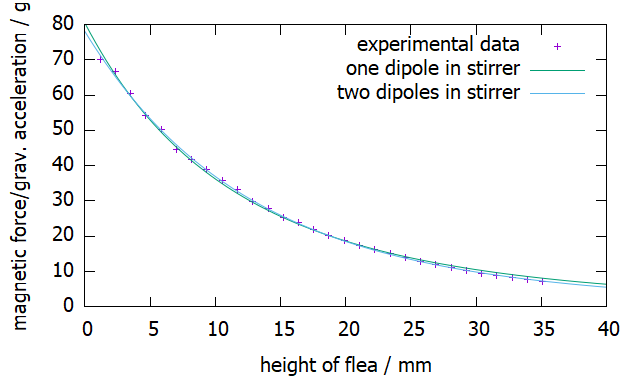 magnetic force/grav. acceleration / g
80
70
60
50
40
30
20
10
0
experimental data
one dipole in stirrer
two dipoles in stirrer
0 5 10 15 20 25 30 35 40
height of flea / mm